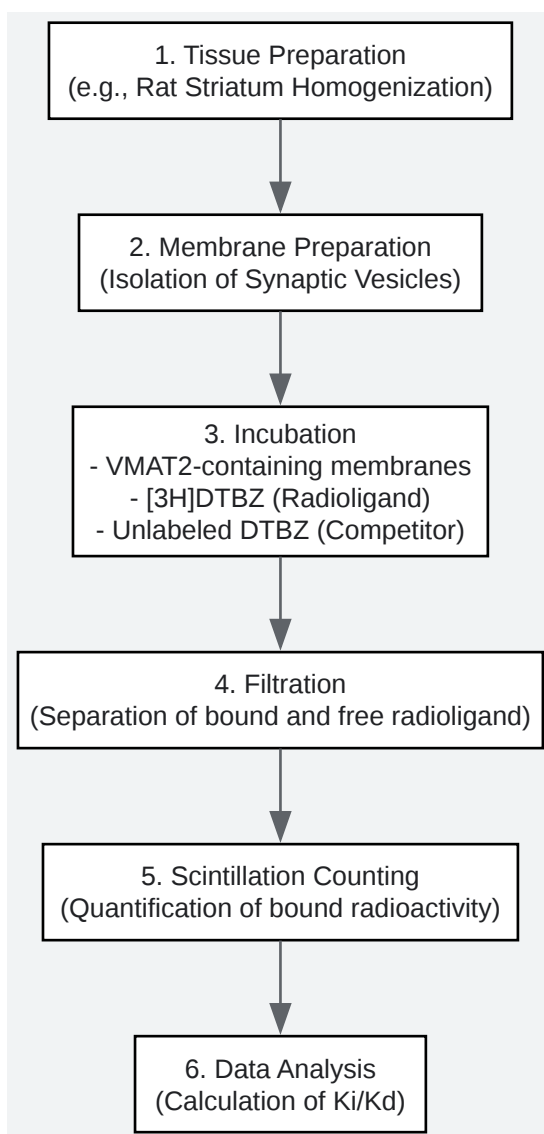 1. Tissue Preparation
(e.g., Rat Striatum Homogenization)
2. Membrane Preparation
(Isolation of Synaptic Vesicles)
3. Incubation
- VMAT2-containing membranes
- [3H]DTBZ (Radioligand)
- Unlabeled DTBZ (Competitor)
4. Filtration
(Separation of bound and free radioligand)
5. Scintillation Counting
(Quantification of bound radioactivity)
6. Data Analysis
(Calculation of Ki/Kd)